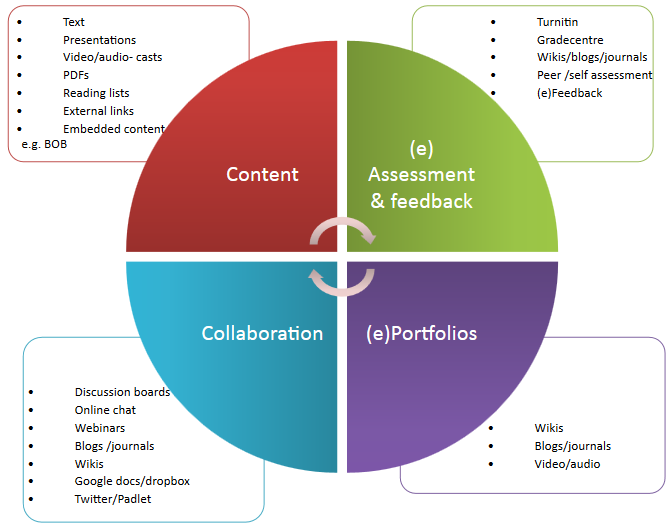 • Text
• Presentations
• Video/audio- casts
• PDFs
• Reading lists
• External links
• Embedded content
e.g. BOB
• Turnitin
• Gradecentre
• Wikis/blogs/journals
• Peer /self assessment
• (e)Feedback
Content
(e)
Assessment
& feedback
Collaboration
(e)Portfolios
• Discussion boards
• Online chat
• Webinars
• Blogs /journals
• Wikis
• Google docs/dropbox
• Twitter/Padlet
• Wikis
• Blogs/journals
• Video/audio